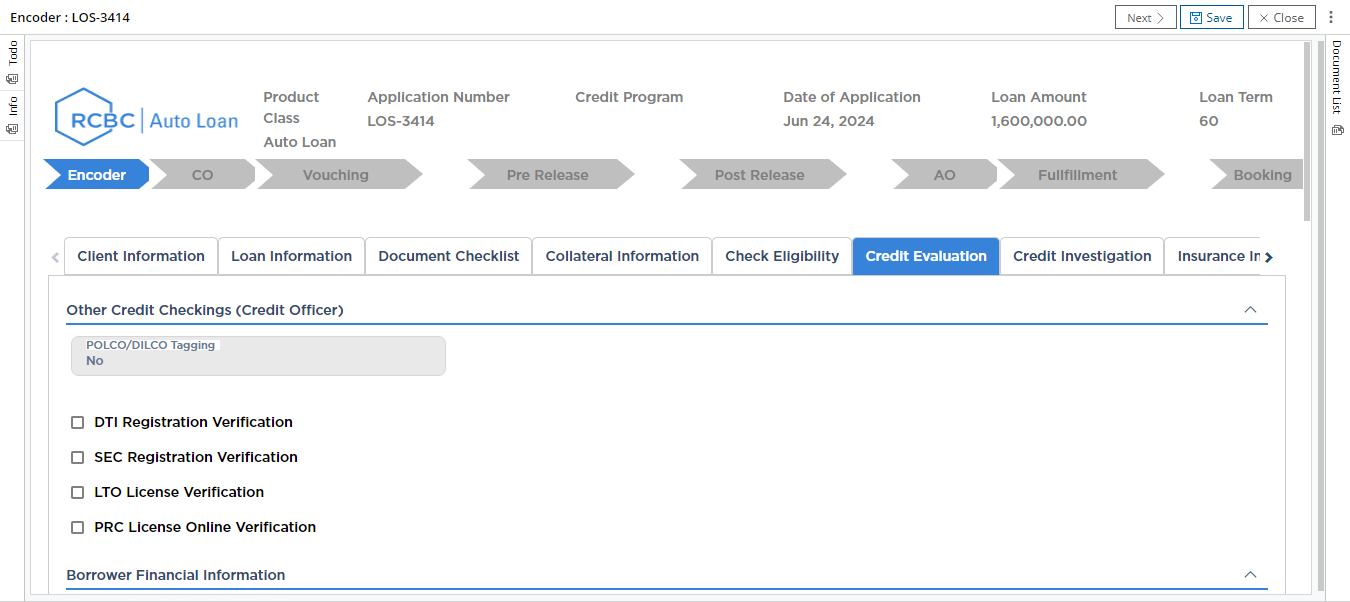 Encoder : LOS-3414
Next
Save
Close
Todo
Info
Document List
RCBC Auto Loan
Product Class
Auto Loan
Application Number
LOS-3414
Credit Program
Date of Application
Jun 24, 2024
Loan Amount
1,600,000.00
Loan Term
60
Encoder
CO
Vouching
Pre Release
Post Release
AO
Fullfillment
Booking
Client Information
Loan Information
Document Checklist
Collateral Information
Check Eligibility
Credit Evaluation
Credit Investigation
Insurance In
Other Credit Checkings (Credit Officer)
POLCO/DILCO Tagging
No
DTI Registration Verification
SEC Registration Verification
LTO License Verification
PRC License Online Verification
Borrower Financial Information